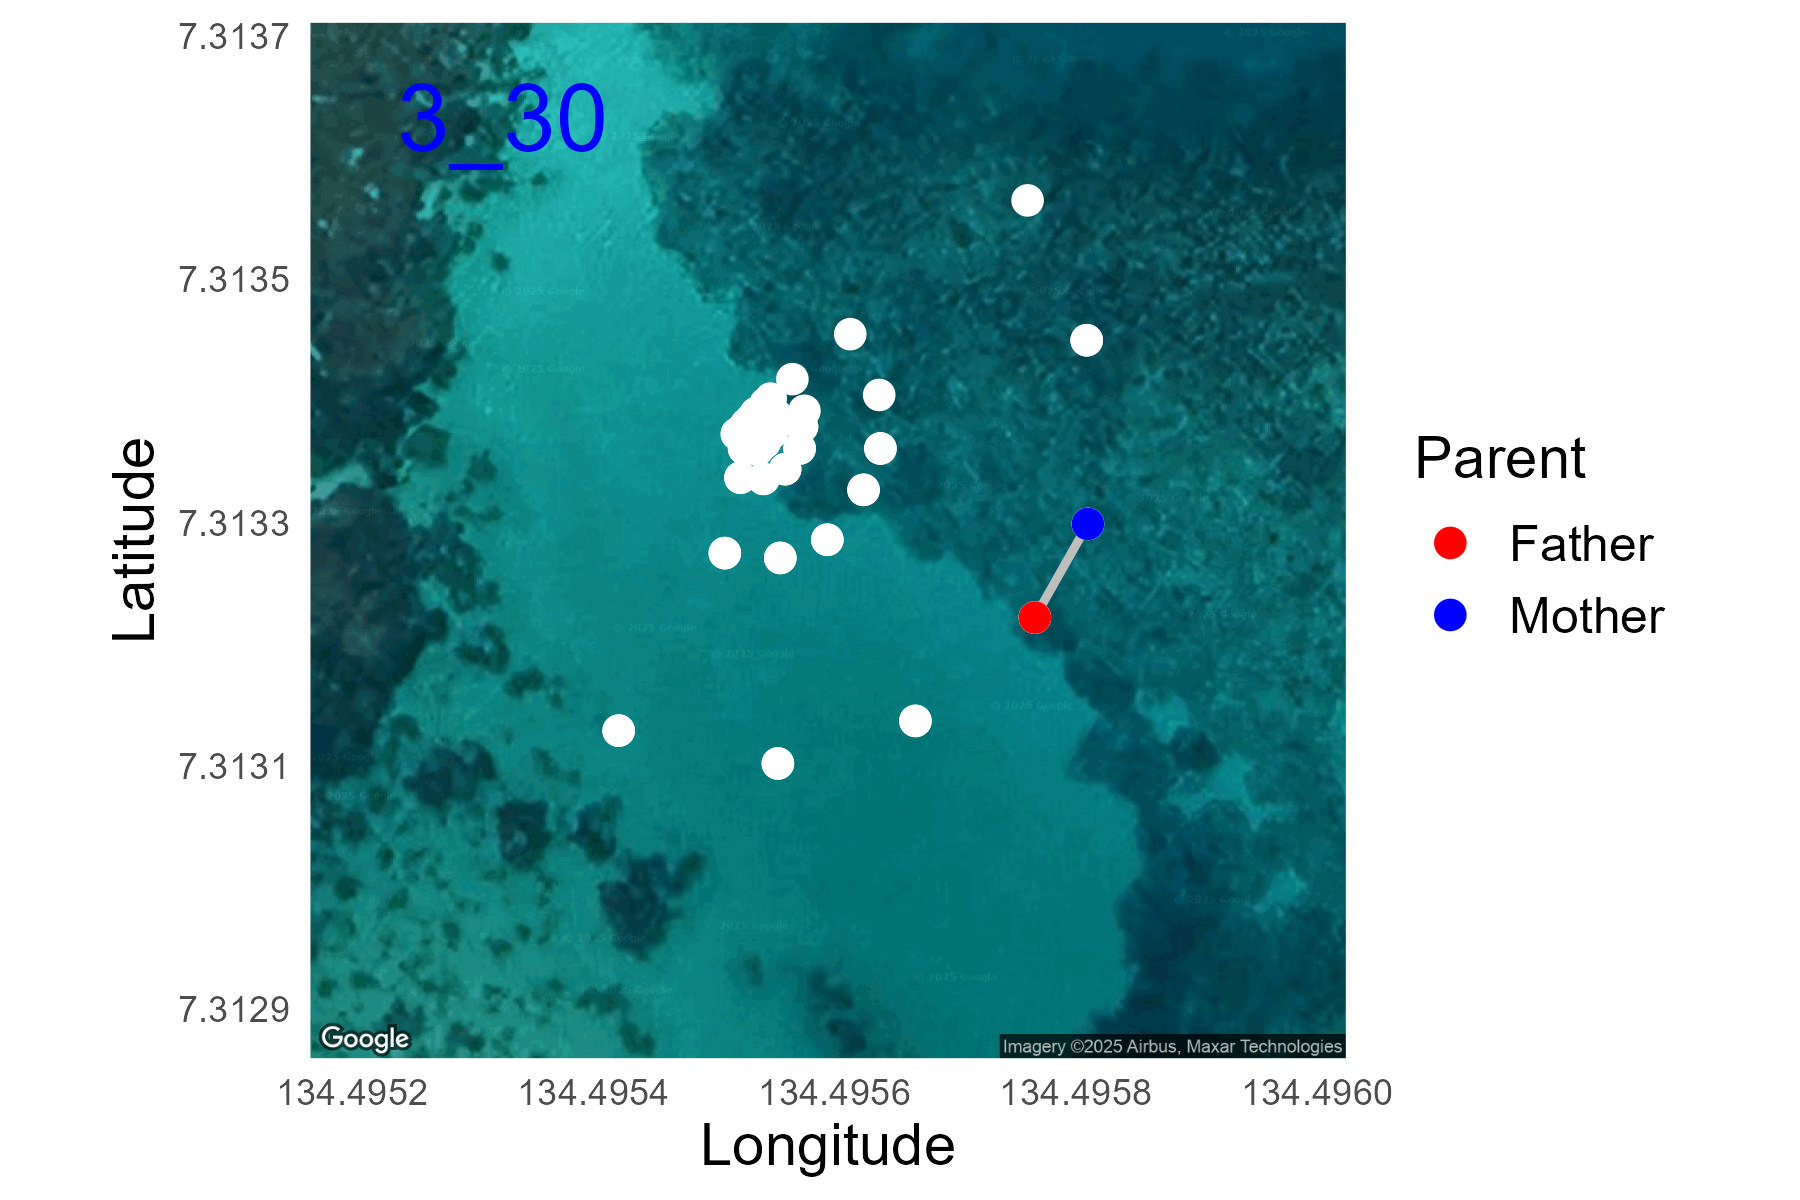 7.3137
7.3135
7.3133
7.3131
7.3129
Latitude
3_30
Google
Imagery ©2025 Airbus, Maxar Technologies
134.4952
134.4954
134.4956
134.4958
134.4960
Longitude
Parent
Father
Mother